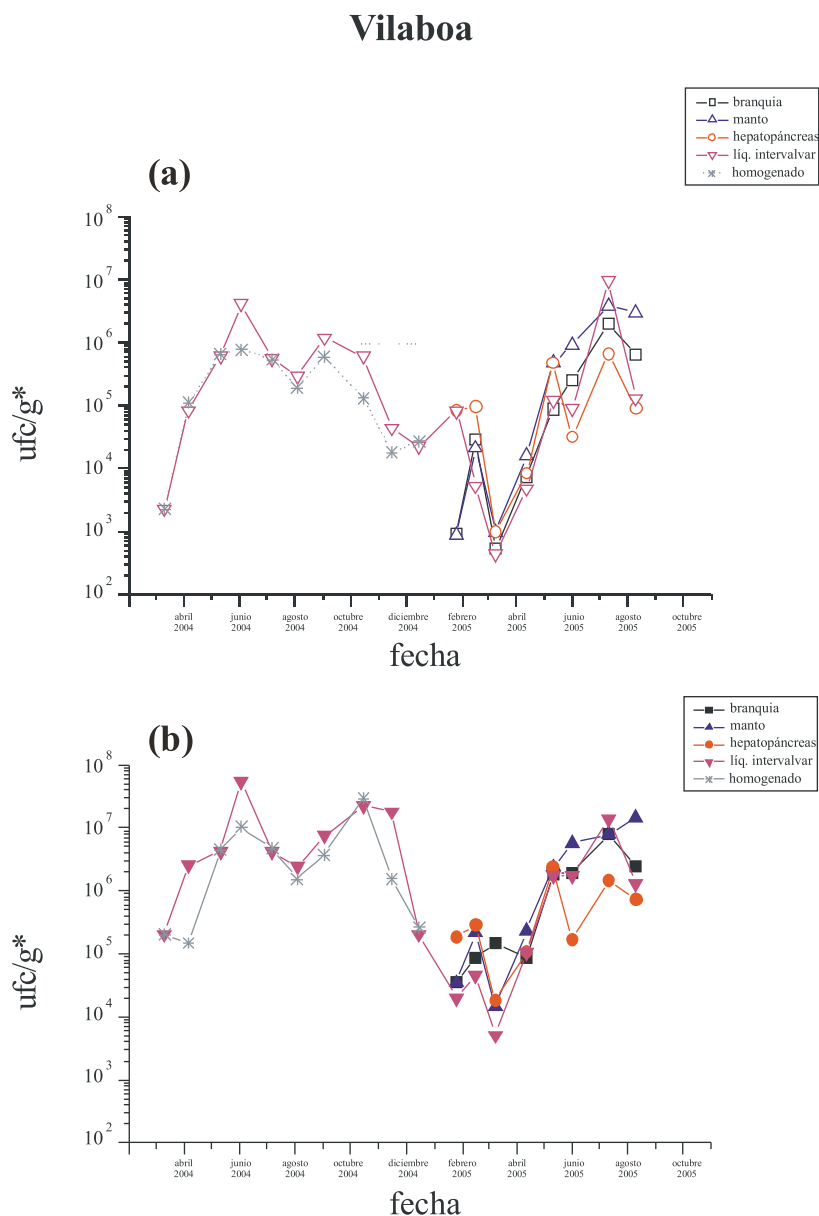 Vilaboa
branquia
manto
hepatopáncreas
líq. intervalvar
homogenado
(a)
10^8
10^7
10^6
10^5
10^4
10^3
10^2
ufc/g*
abril 2004
junio 2004
agosto 2004
octubre 2004
diciembre 2004
febrero 2005
abril 2005
junio 2005
agosto 2005
octubre 2005
fecha
branquia
manto
hepatopáncreas
líq. intervalvar
homogenado
(b)
10^8
10^7
10^6
10^5
10^4
10^3
10^2
ufc/g*
abril 2004
junio 2004
agosto 2004
octubre 2004
diciembre 2004
febrero 2005
abril 2005
junio 2005
agosto 2005
octubre 2005
fecha